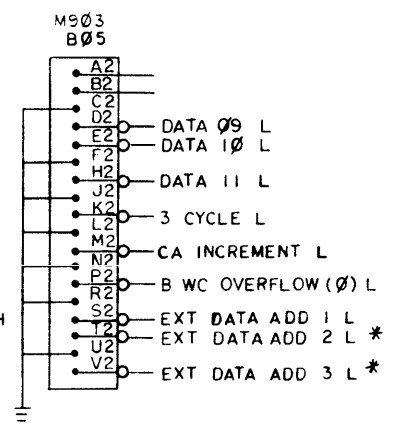 M903
BØ5
A2
B2
C2
D2
E2 DATA Ø9 L
F2 DATA 1Ø L
H2
J2 DATA 11 L
K2
L2 3 CYCLE L
M2
N2 CA INCREMENT L
P2
R2 B WC OVERFLOW (Ø) L
S2
T2 EXT DATA ADD 1 L
U2 EXT DATA ADD 2 L *
V2
EXT DATA ADD 3 L *
H